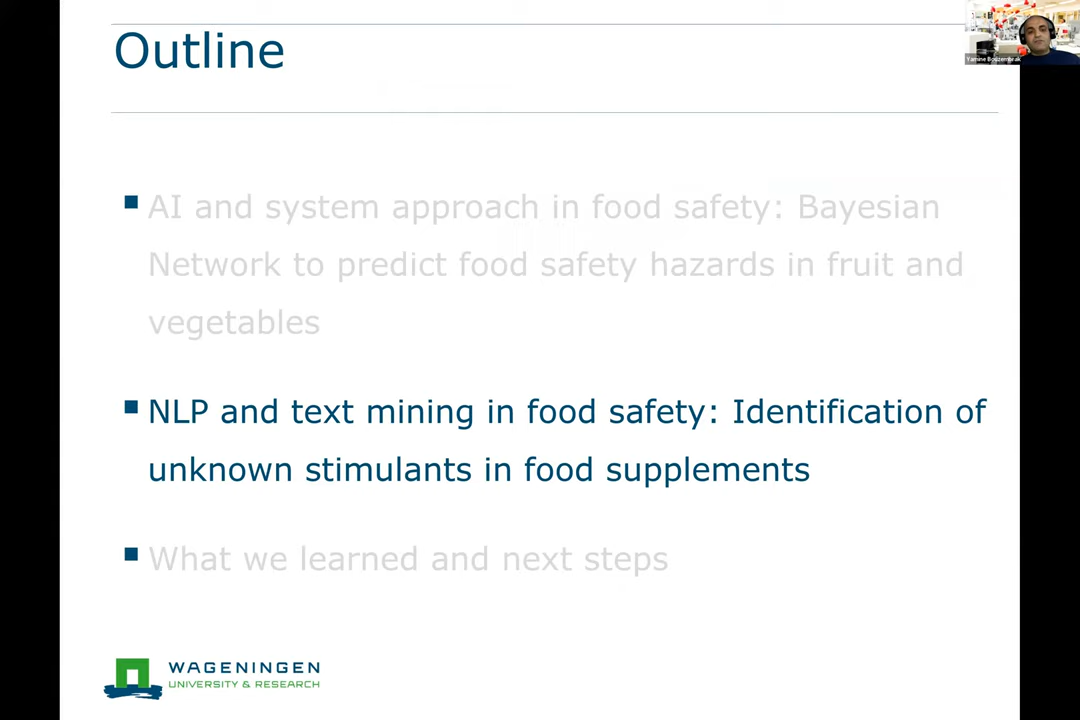 Outline
Yamine Bouzembrak
AI and system approach in food safety: Bayesian
Network to predict food safety hazards in fruit and
vegetables
NLP and text mining in food safety: Identification of
unknown stimulants in food supplements
What we learned and next steps
WAGENINGEN
UNIVERSITY & RESEARCH